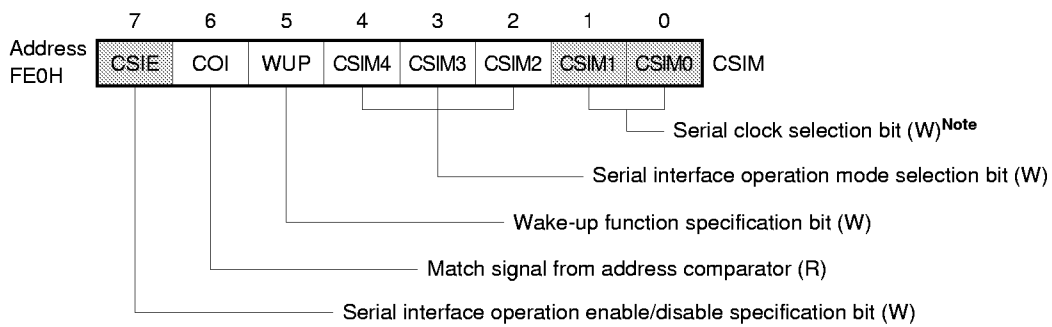 7 6 5 4 3 2 1 0
Address
FE0H
CSIE COI WUP CSIM4 CSIM3 CSIM2 CSIM1 CSIM0 CSIM
Serial clock selection bit (W)Note
Serial interface operation mode selection bit (W)
Wake-up function specification bit (W)
Match signal from address comparator (R)
Serial interface operation enable/disable specification bit (W)